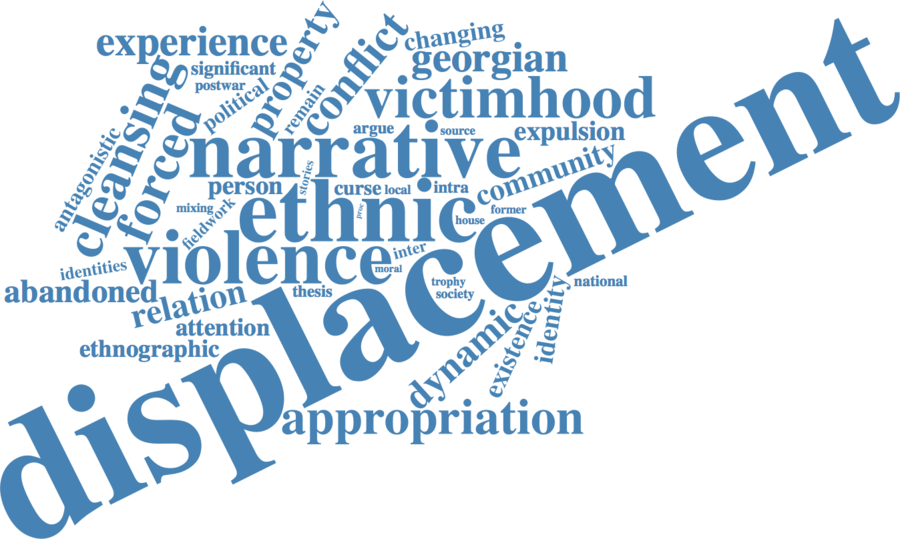 experience
changing
georgian
significant
postwar
property
conflict
political
remain
cleansing
forced
victimhood
displacement
argue
source
expulsion
narrative
antagonistic
stories
community
person
curse
local
intra
mixing
fieldwork
ethnic
proc
house
former
violence
inter
moral
identities
abandoned
relation
thesis
trophy
society
national
attention
ethnographic
dynamic
existence
identity
appropriation